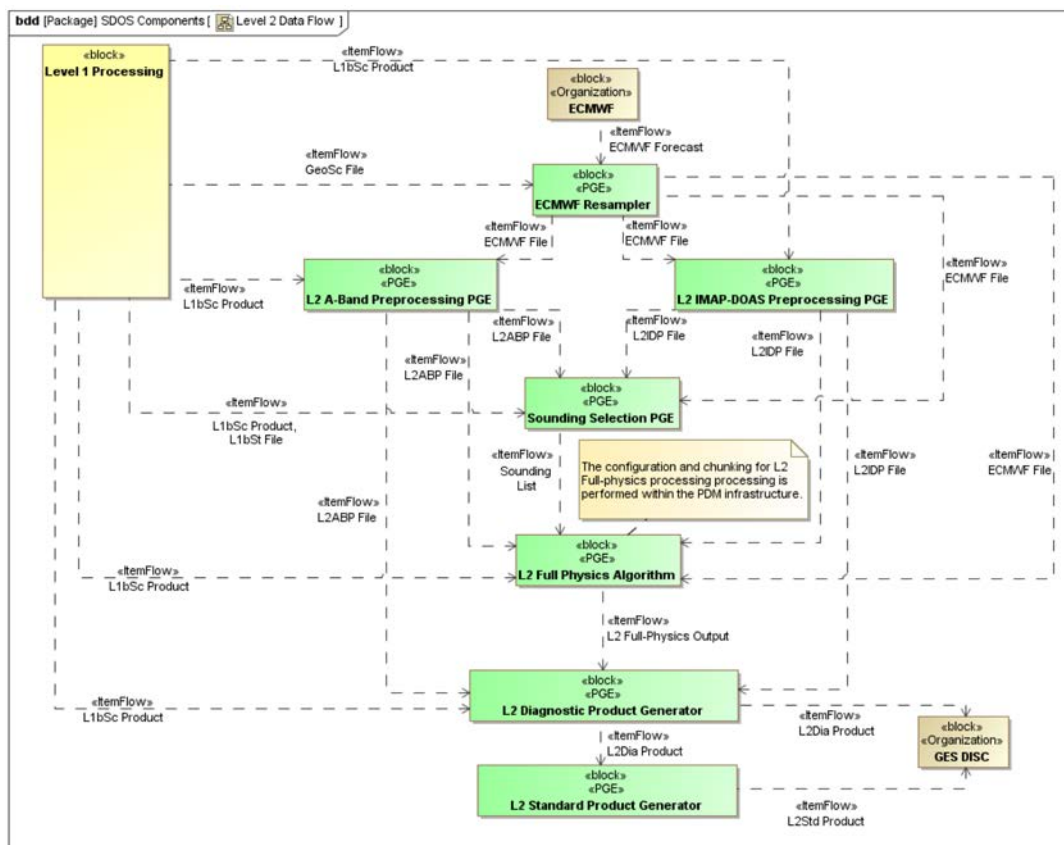 bdd [Package] SDOS Components [ Level 2 Data Flow ]
«block»
Level 1 Processing
«ItemFlow»
L1bSc Product
«block»
«Organization»
ECMWF
«ItemFlow»
ECMWF Forecast
«ItemFlow»
GeoSc File
«block»
«PGE»
ECMWF Resampler
«ItemFlow»
ECMWF File
«ItemFlow»
ECMWF File
«ItemFlow»
ECMWF File
«block»
«PGE»
L2 A-Band Preprocessing PGE
«block»
«PGE»
L2 IMAP-DOAS Preprocessing PGE
«ItemFlow»
L1bSc Product
«ItemFlow»
L2ABP File
«ItemFlow»
L2IDP File
«ItemFlow»
L2ABP File
«ItemFlow»
L2IDP File
«block»
«PGE»
Sounding Selection PGE
«ItemFlow»
L1bSc Product,
L1bSt File
«ItemFlow»
Sounding
List
The configuration and chunking for L2
Full-physics processing processing is
performed within the PDM infrastructure.
«ItemFlow»
L2IDP File
«ItemFlow»
ECMWF File
«ItemFlow»
L2ABP File
«block»
«PGE»
L2 Full Physics Algorithm
«ItemFlow»
L1bSc Product
«ItemFlow»
L2 Full-Physics Output
«block»
«PGE»
L2 Diagnostic Product Generator
«ItemFlow»
L1bSc Product
«ItemFlow»
L2Dia Product
«ItemFlow»
L2Dia Product
«block»
«Organization»
GES DISC
«block»
«PGE»
L2 Standard Product Generator
«ItemFlow»
L2Std Product